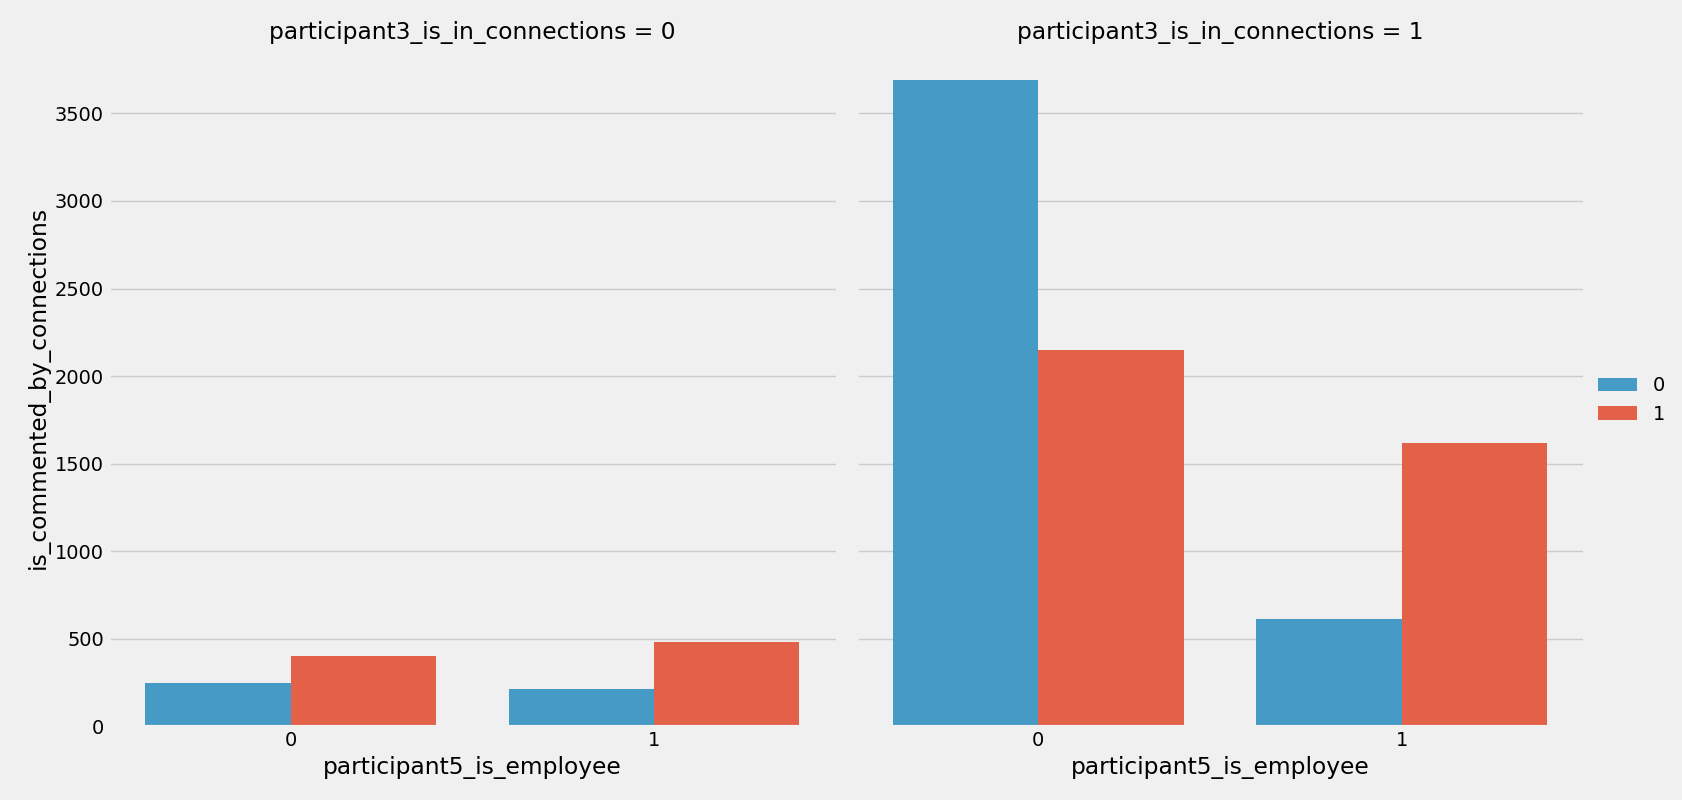 participant3_is_in_connections = 0
participant3_is_in_connections = 1
is_commented_by_connections
3500
3000
2500
2000
1500
1000
500
0
0 1
0 1
participant5_is_employee
participant5_is_employee
0
1